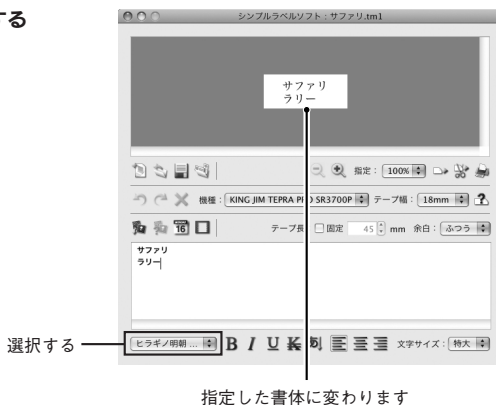 する
シンプルラベルソフト:サファリ.tm1
サファリ
ラリー
指定: 100%
機種: KING JIM TEPRA PRO SR3700P テープ幅: 18mm
16 テープ長 固定 45 mm 余白: ふつう
サファリ
ラリー
選択する
ヒラギノ明朝 ... B I U K あ 文字サイズ: 特大
指定した書体に変わります